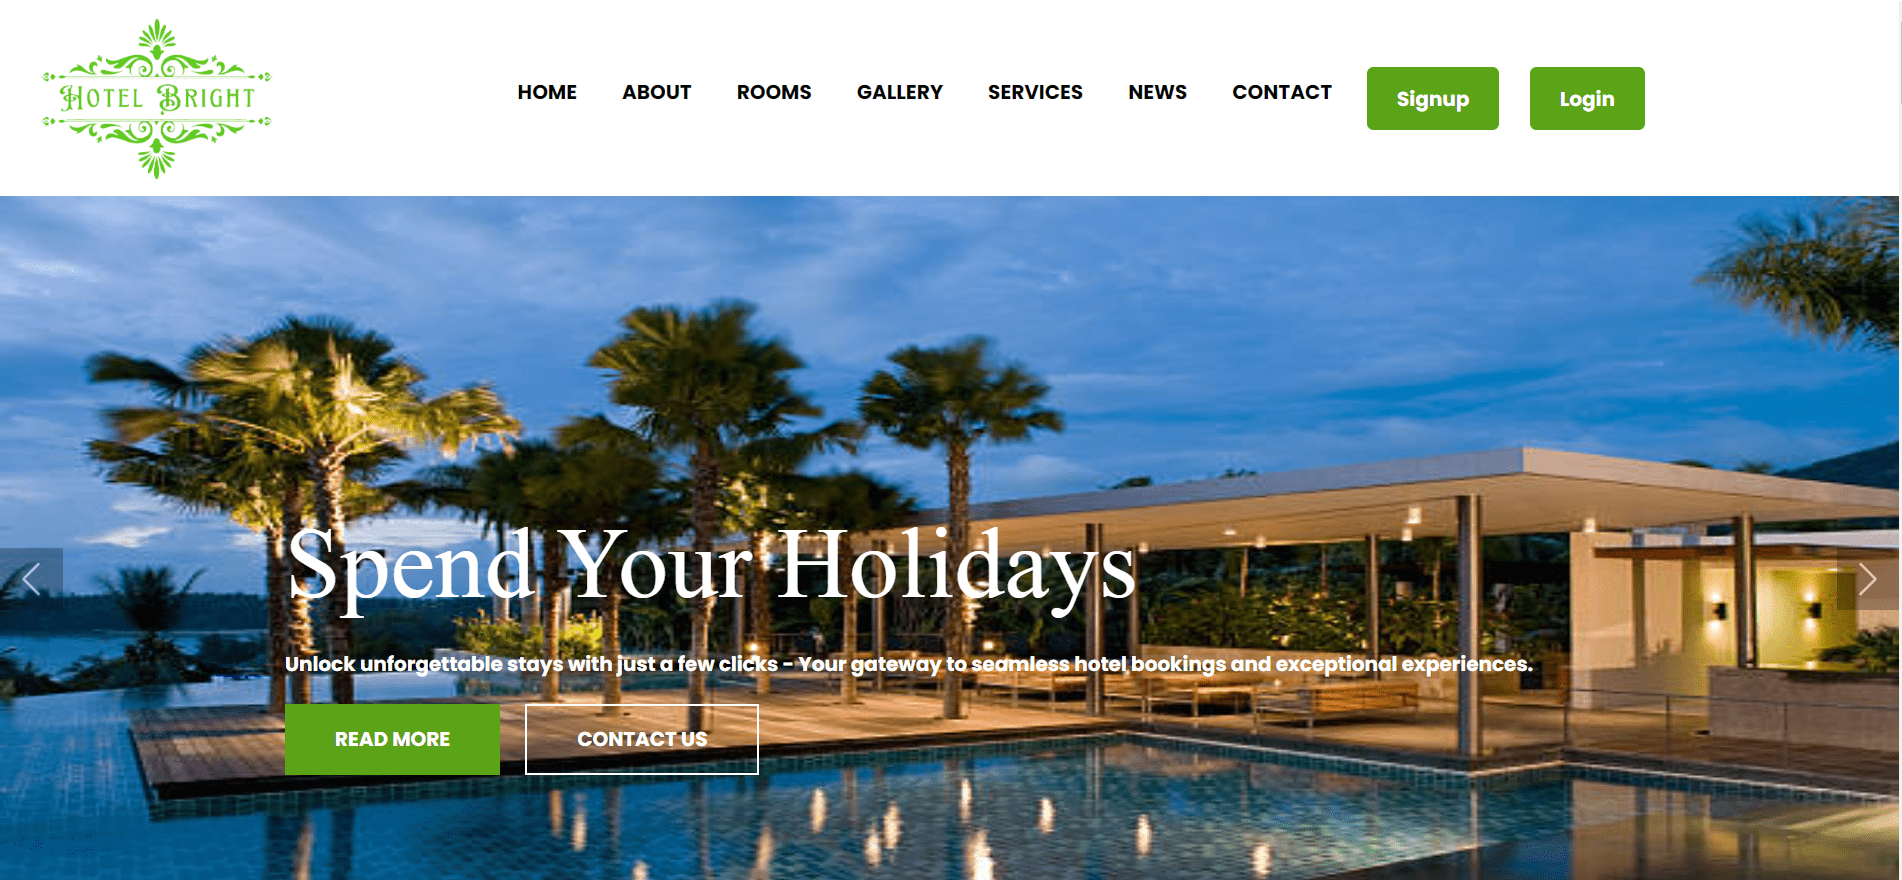 HOTEL BRIGHT
HOME ABOUT ROOMS GALLERY SERVICES NEWS CONTACT Signup Login
Spend Your Holidays
Unlock unforgettable stays with just a few clicks - Your gateway to seamless hotel bookings and exceptional experiences.
READ MORE CONTACT US